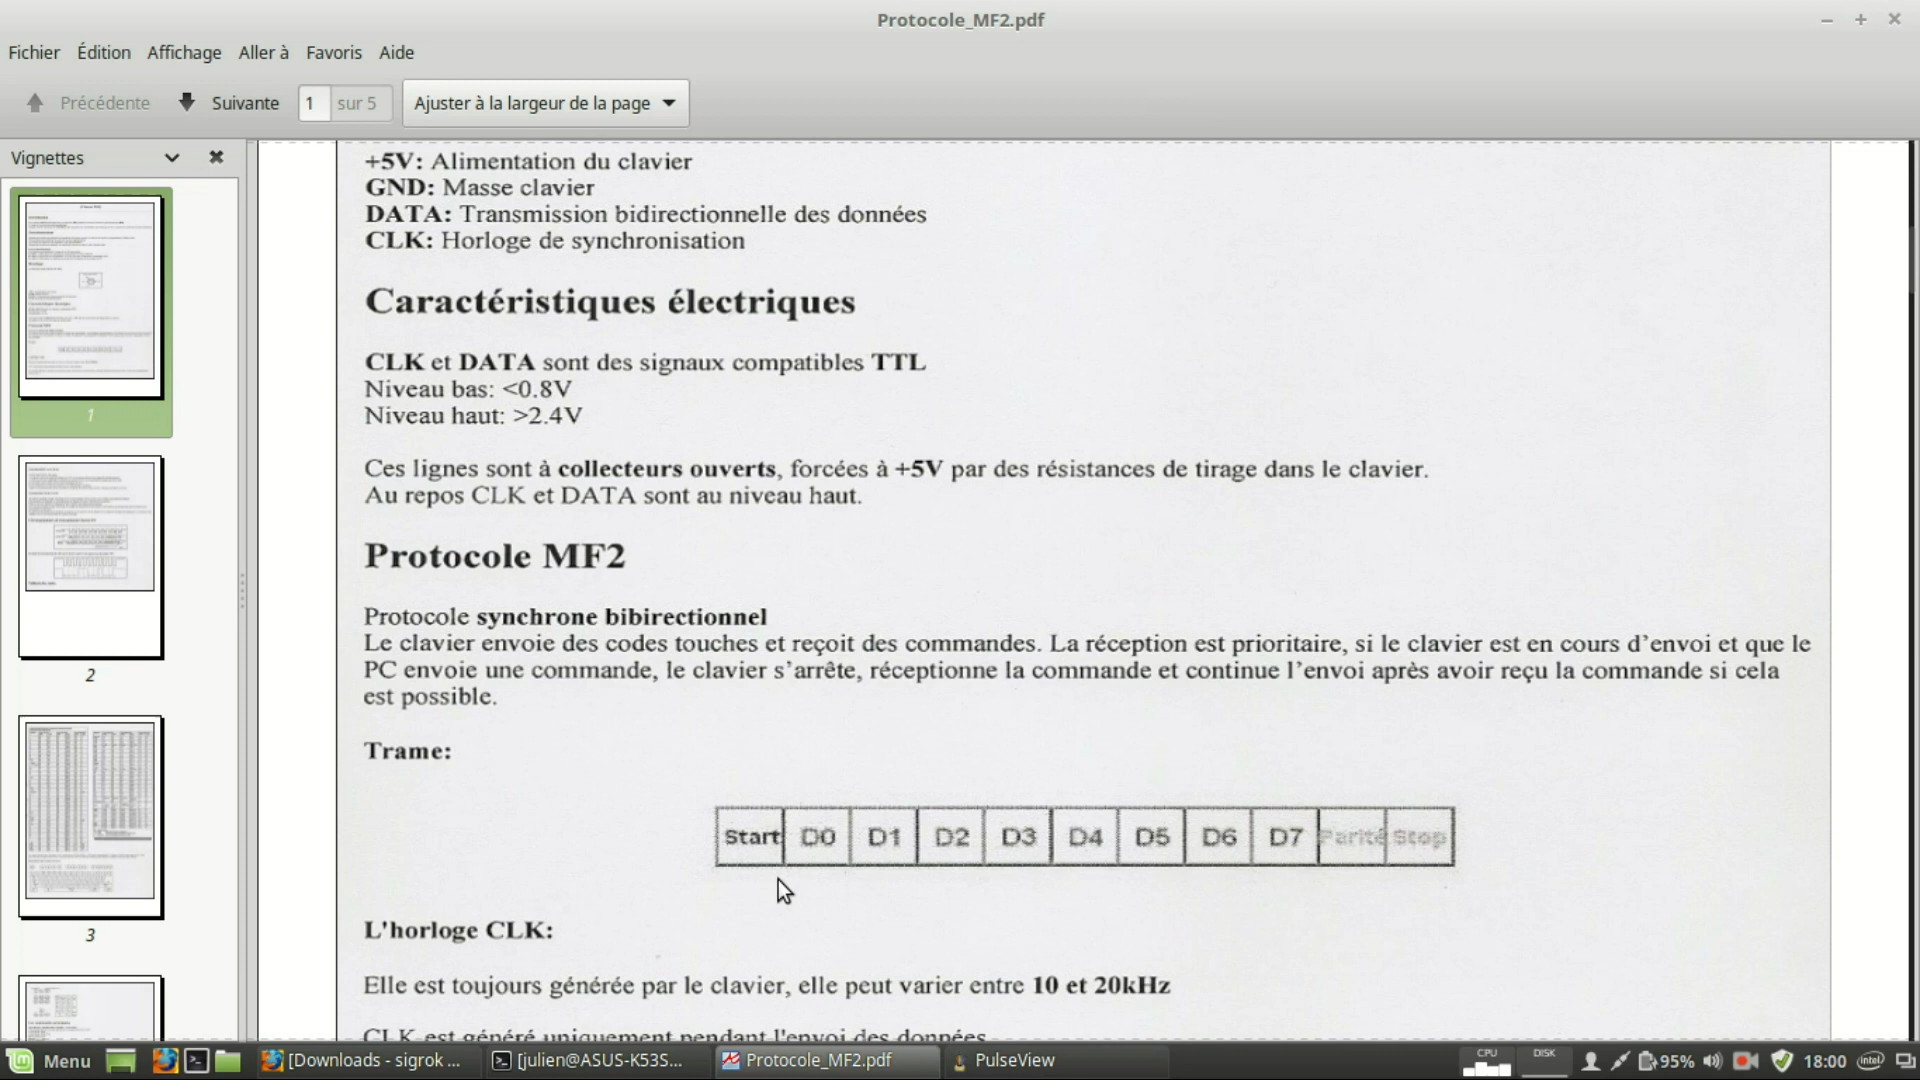 Protocole_MF2.pdf
Fichier Édition Affichage Aller à Favoris Aide
Précédente Suivante 1 sur 5 Ajuster à la largeur de la page
Vignettes
1
2
3
+5V: Alimentation du clavier
GND: Masse clavier
DATA: Transmission bidirectionnelle des données
CLK: Horloge de synchronisation
Caractéristiques électriques
CLK et DATA sont des signaux compatibles TTL
Niveau bas: <0.8V
Niveau haut: >2.4V
Ces lignes sont à collecteurs ouverts, forcées à +5V par des résistances de tirage dans le clavier.
Au repos CLK et DATA sont au niveau haut.
Protocole MF2
Protocole synchrone bibirectionnel
Le clavier envoie des codes touches et reçoit des commandes. La réception est prioritaire, si le clavier est en cours d'envoi et que le
PC envoie une commande, le clavier s'arrête, réceptionne la commande et continue l'envoi après avoir reçu la commande si cela
est possible.
Trame:
Start D0 D1 D2 D3 D4 D5 D6 D7 Parité Stop
L'horloge CLK:
Elle est toujours générée par le clavier, elle peut varier entre 10 et 20kHz
CLK est généré uniquement pendant l'envoi des données
Menu [Downloads - sigrok ... [julien@ASUS-K53S... Protocole_MF2.pdf PulseView CPU DISK 95% 18:00 intel